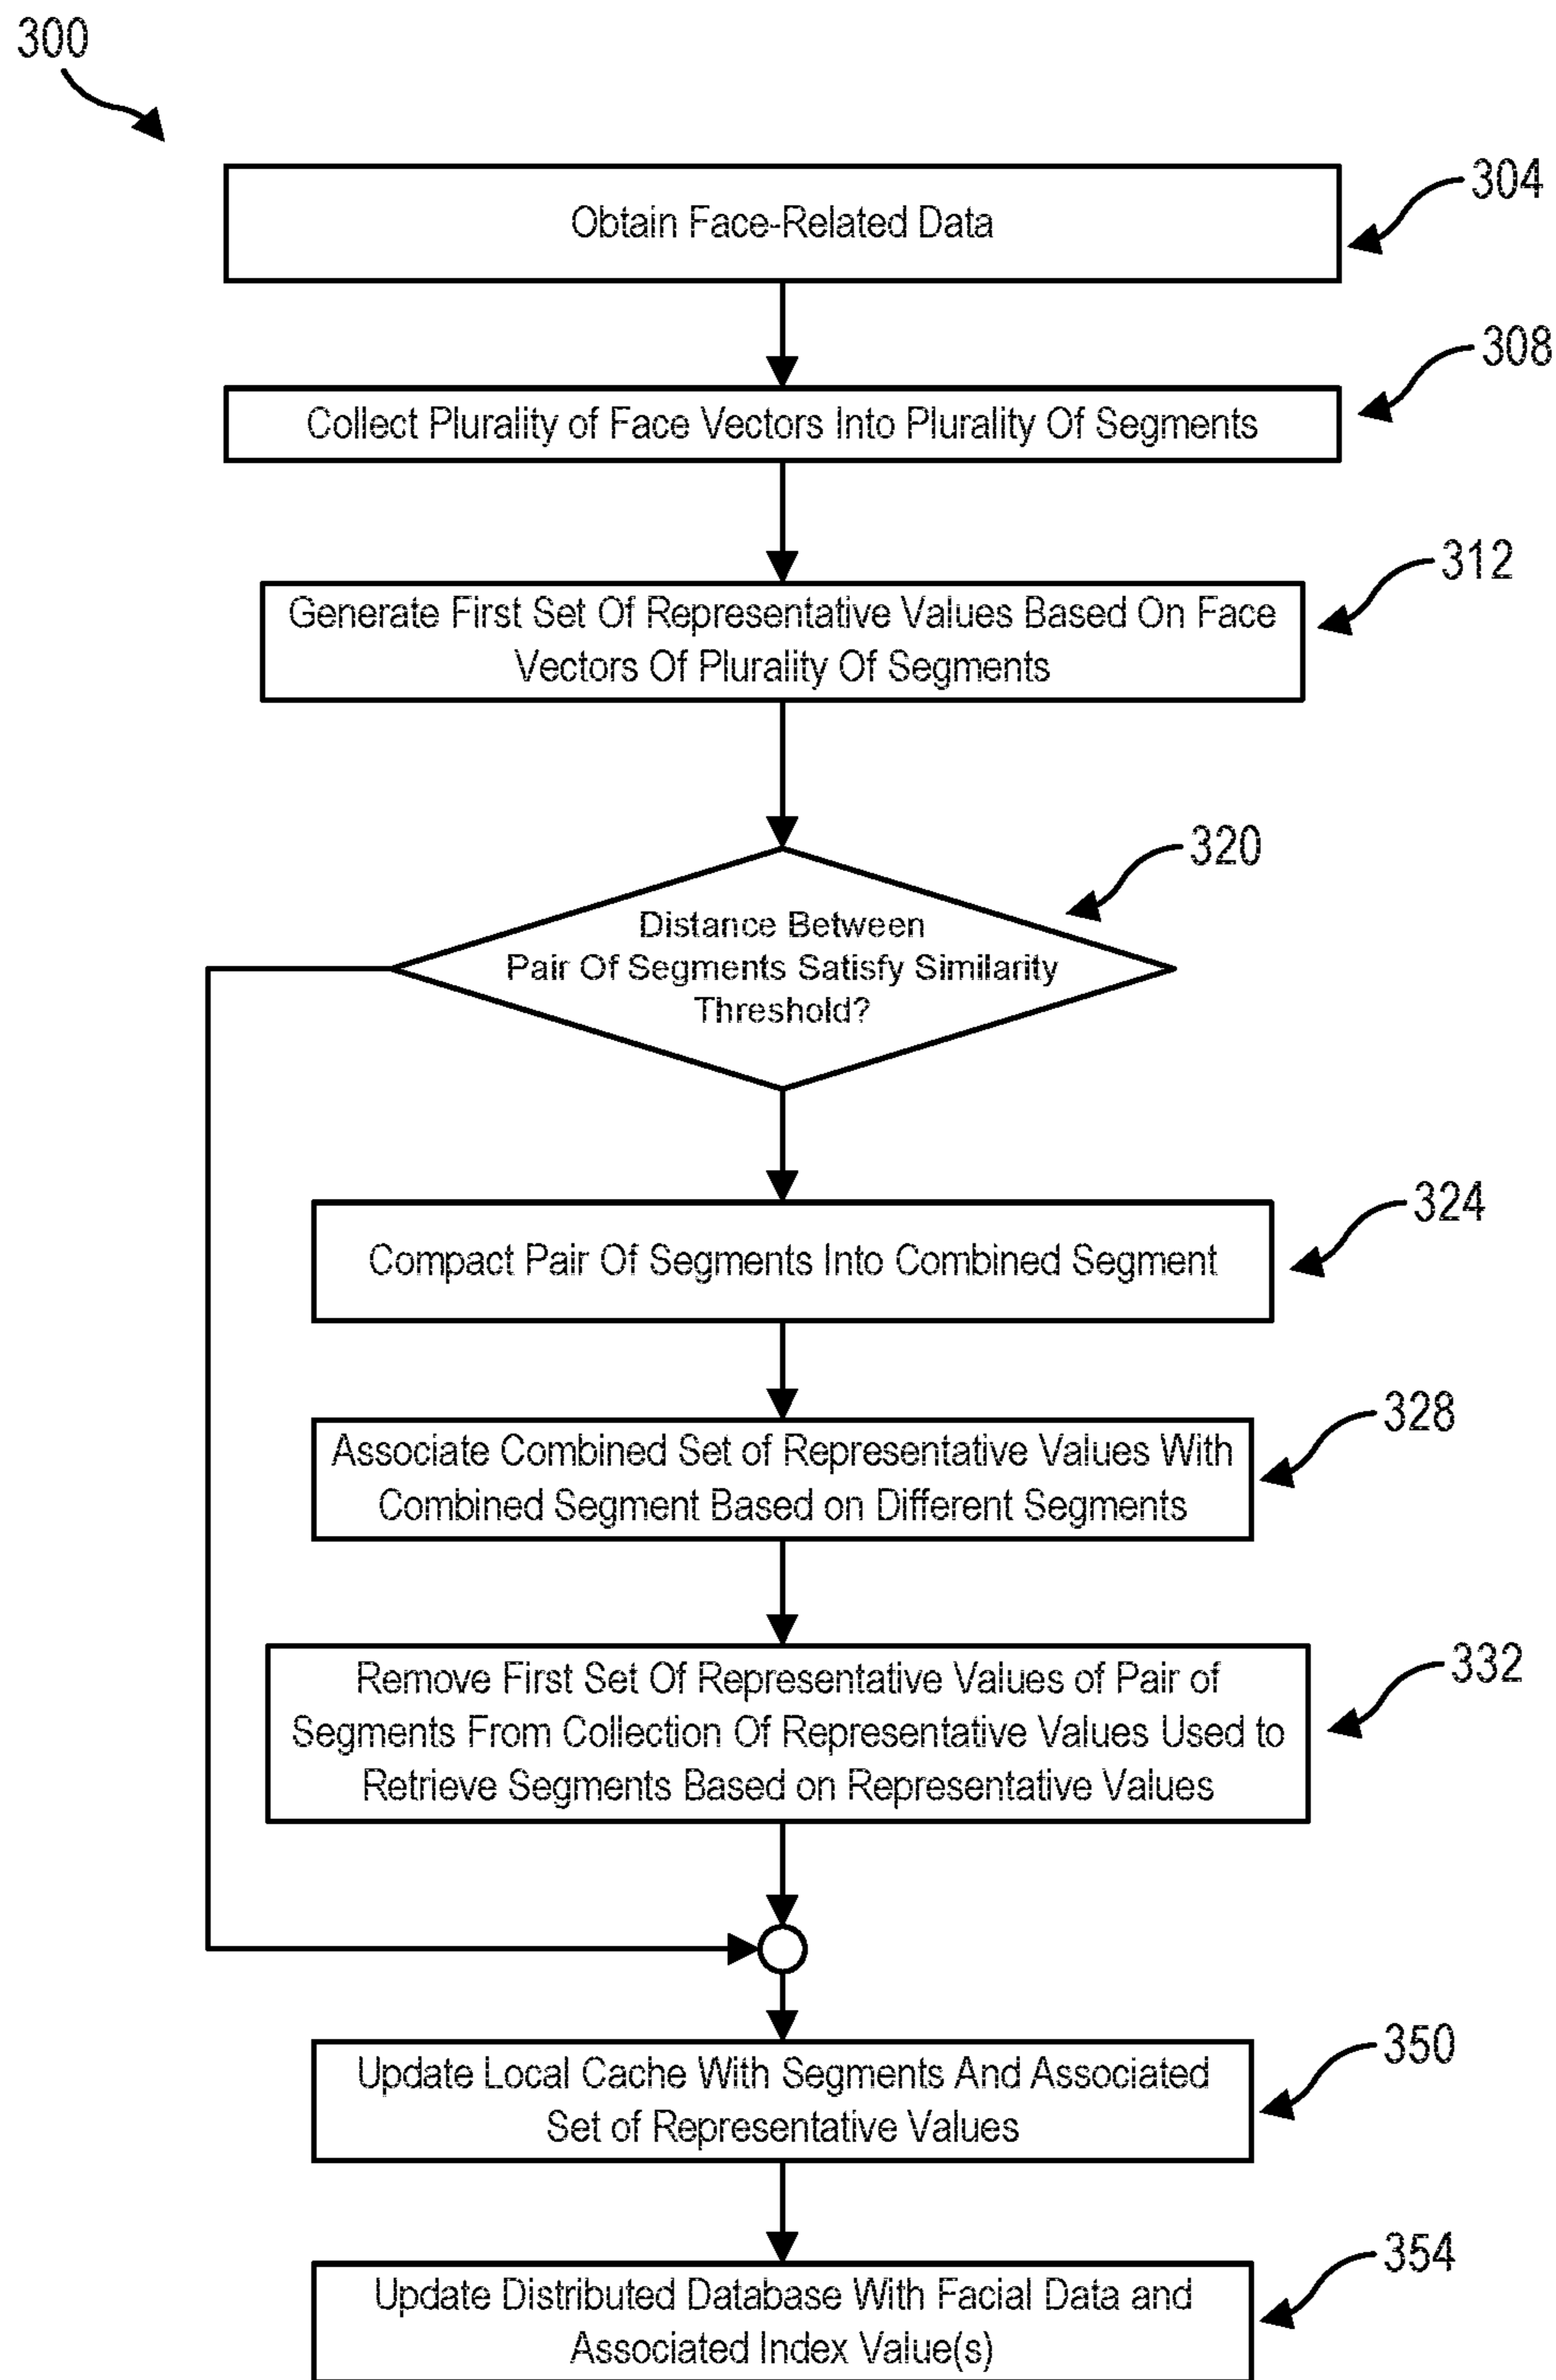 300
Obtain Face-Related Data
304
Collect Plurality of Face Vectors Into Plurality Of Segments
308
Generate First Set Of Representative Values Based On Face
Vectors Of Plurality Of Segments
312
Distance Between
Pair Of Segments Satisfy Similarity
Threshold?
320
Compact Pair Of Segments Into Combined Segment
324
Associate Combined Set of Representative Values With
Combined Segment Based on Different Segments
328
Remove First Set Of Representative Values of Pair of
Segments From Collection Of Representative Values Used to
Retrieve Segments Based on Representative Values
332
Update Local Cache With Segments And Associated
Set of Representative Values
350
Update Distributed Database With Facial Data and
Associated Index Value(s)
354